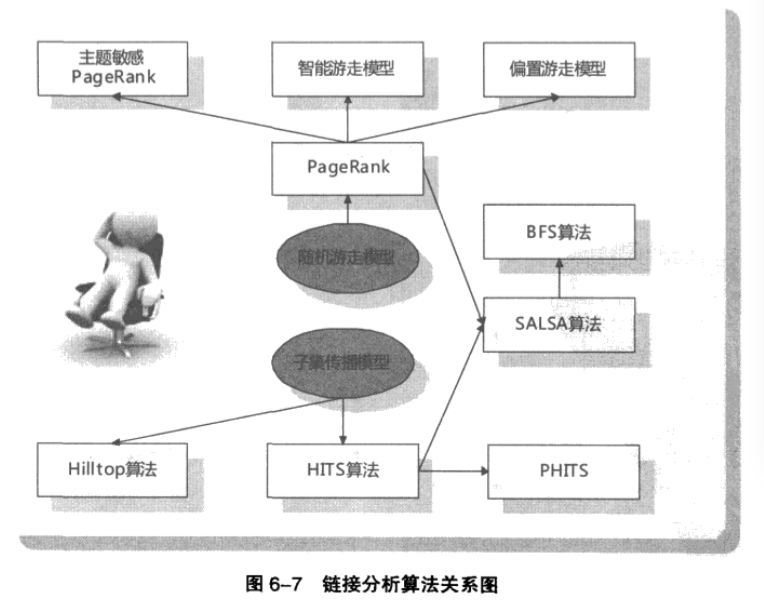 主题敏感
PageRank
智能游走模型
偏置游走模型
PageRank
BFS算法
随机游走模型
SALSA算法
子集传播模型
Hilltop算法
HITS算法
PHITS
图 6-7 链接分析算法关系图